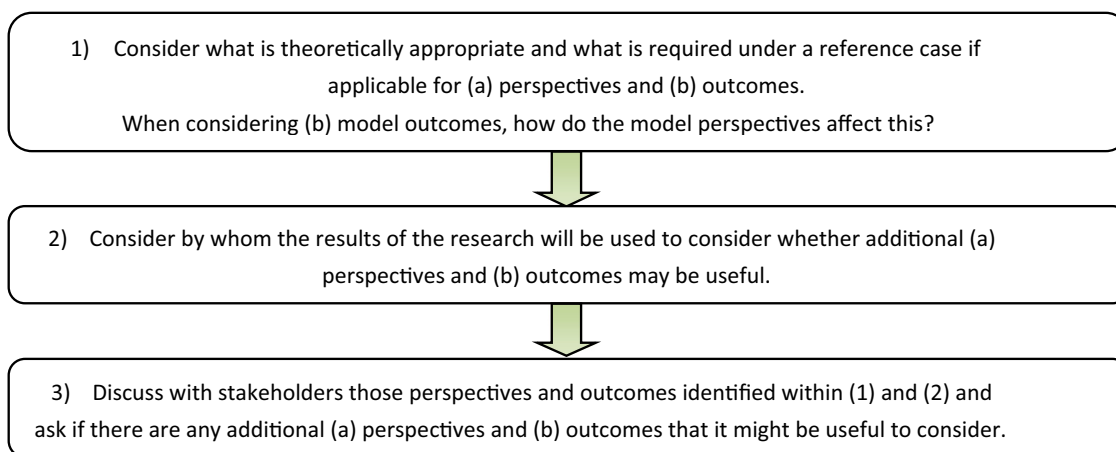 1) Consider what is theoretically appropriate and what is required under a reference case if
applicable for (a) perspectives and (b) outcomes.
When considering (b) model outcomes, how do the model perspectives affect this?
2) Consider by whom the results of the research will be used to consider whether additional (a)
perspectives and (b) outcomes may be useful.
3) Discuss with stakeholders those perspectives and outcomes identified within (1) and (2) and
ask if there are any additional (a) perspectives and (b) outcomes that it might be useful to consider.